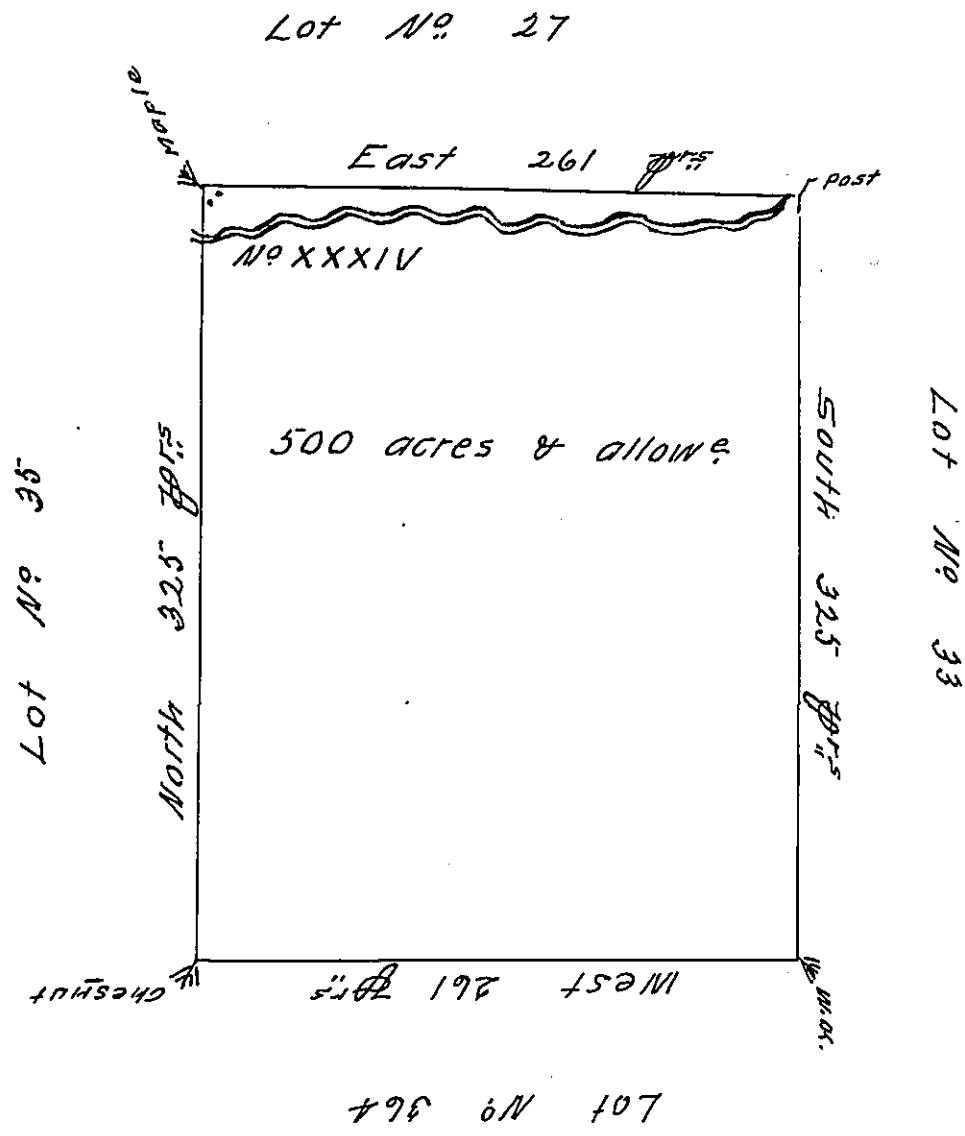 Lot No. 27
Maple
East 261 prs
Post
No XXXIV
500 acres & allowe
South 325 prs
Lot No. 33
W.O.
West 261 prs
Chesnut
Lot No. 364
North 325 prs
Lot No. 35